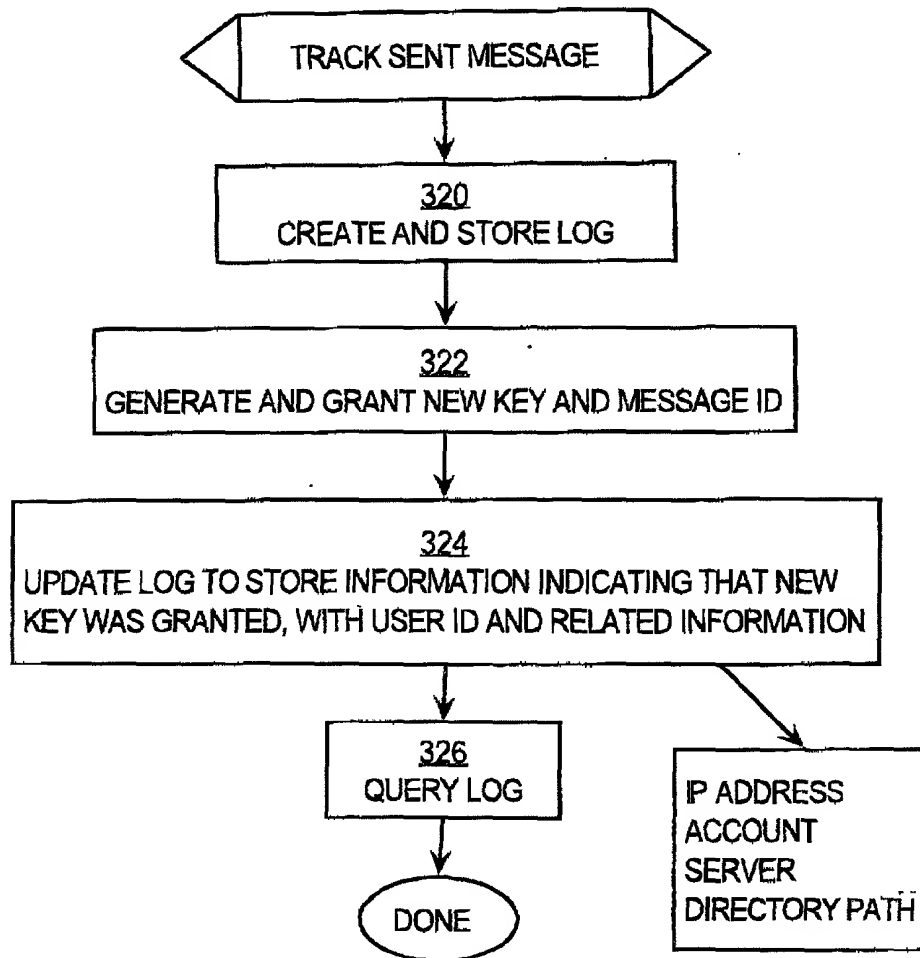 TRACK SENT MESSAGE
320
CREATE AND STORE LOG
322
GENERATE AND GRANT NEW KEY AND MESSAGE ID
324
UPDATE LOG TO STORE INFORMATION INDICATING THAT NEW
KEY WAS GRANTED, WITH USER ID AND RELATED INFORMATION
326
QUERY LOG
IP ADDRESS
ACCOUNT
SERVER
DIRECTORY PATH
DONE